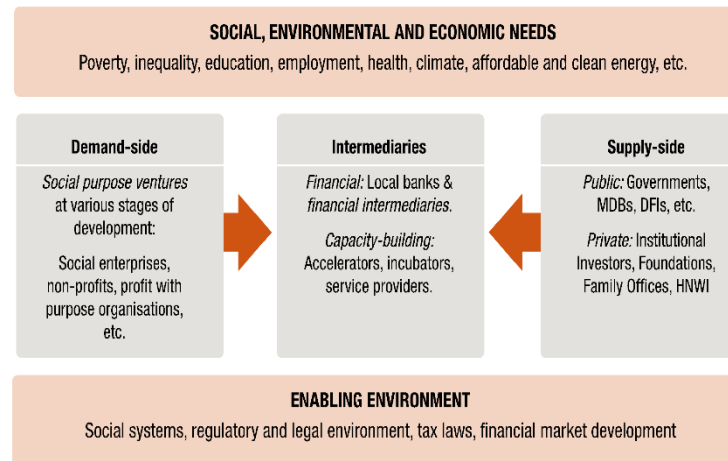 SOCIAL, ENVIRONMENTAL AND ECONOMIC NEEDS
Poverty, inequality, education, employment, health, climate, affordable and clean energy, etc.
Demand-side
Social purpose ventures
at various stages of
development:
Social enterprises,
non-profits, profit with
purpose organisations,
etc.
Intermediaries
Financial: Local banks &
financial intermediaries.
Capacity-building:
Accelerators, incubators,
service providers.
Supply-side
Public: Governments,
MDBs, DFIs, etc.
Private: Institutional
Investors, Foundations,
Family Offices, HNWI
ENABLING ENVIRONMENT
Social systems, regulatory and legal environment, tax laws, financial market development